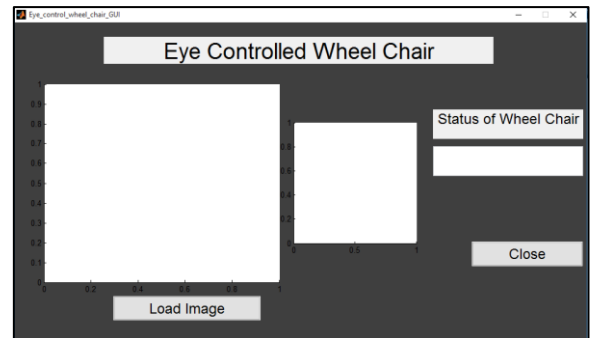 Eye_control_wheel_chair_GUI
Eye Controlled Wheel Chair
1
0.9
0.8
0.7
0.6
0.5
0.4
0.3
0.2
0.1
0
0 0.2 0.4 0.6 0.8 1
1
0.8
0.6
0.4
0.2
0
0 0.5 1
Status of Wheel Chair
Close
Load Image